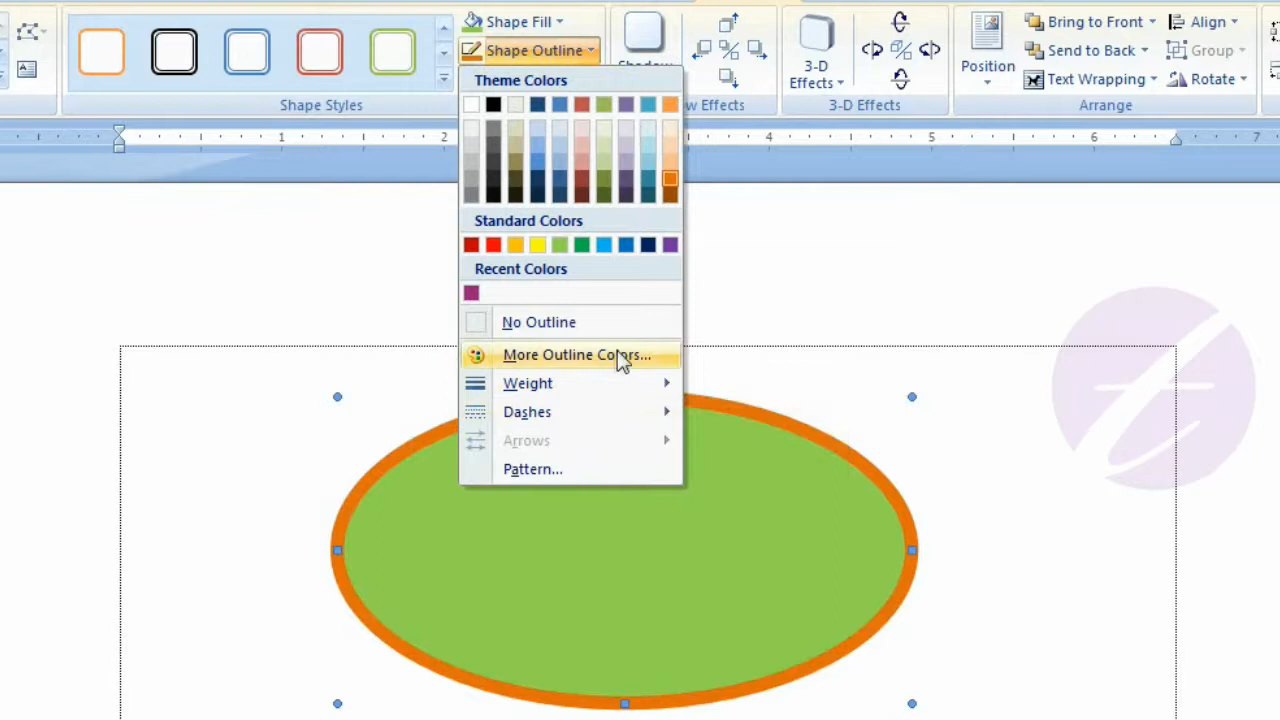 Shape Fill
Bring to Front
Align
Shape Outline
Send to Back
Group
Position
3-D
Effects
Text Wrapping
Rotate
Shape Styles
w Effects
3-D Effects
Arrange
1
2
4
5
6
7
Theme Colors
Standard Colors
Recent Colors
No Outline
More Outline Colors...
Weight
Dashes
Arrows
Pattern...